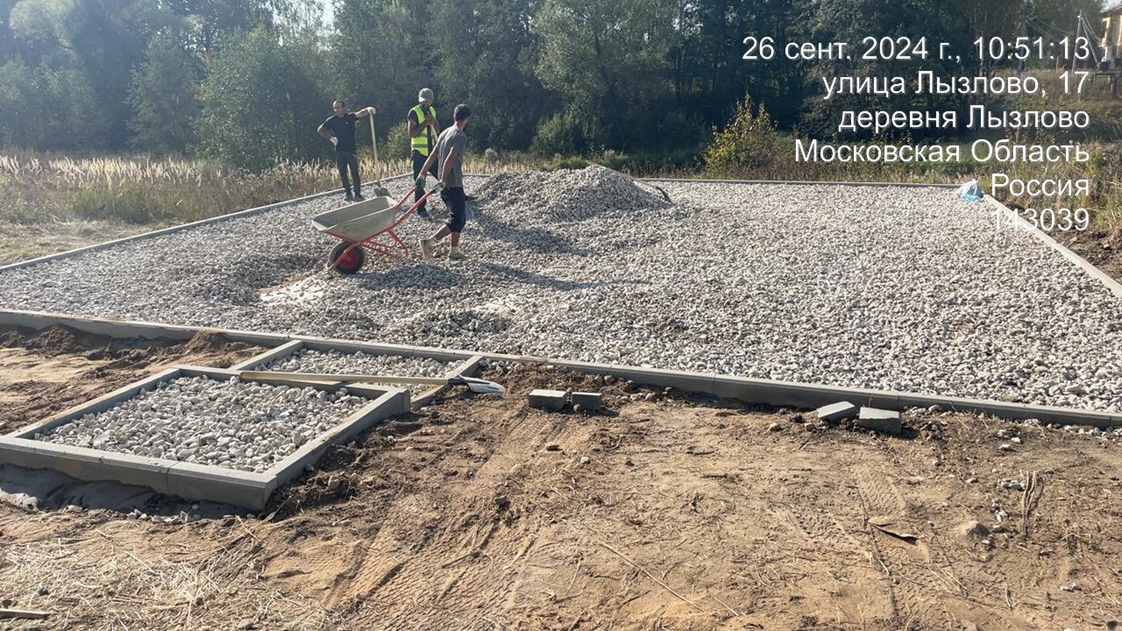 26 сент. 2024 г., 10:51:13
улица Лызлово, 17
деревня Лызлово
Московская Область
Россия
143039